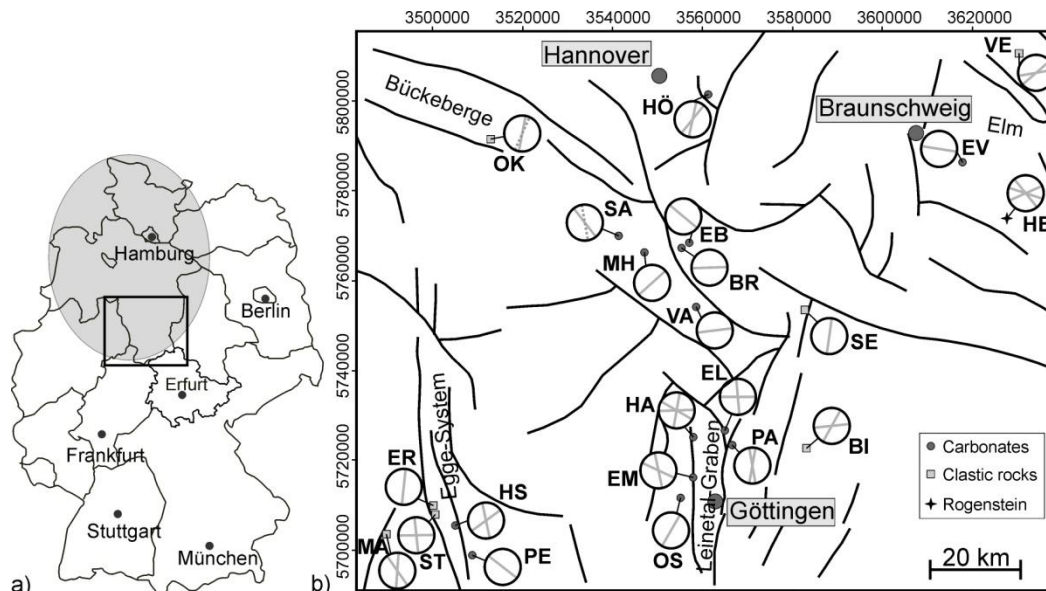 Hamburg
Berlin
Erfurt
Frankfurt
Stuttgart
München
a)
b)
3500000 3520000 3540000 3560000 3580000 3600000 3620000
5800000
5780000
5760000
5740000
5720000
5700000
Hannover
VE
Bückeberge
HÖ
Braunschweig
Elm
OK
EV
SA
EB
HE
MH
BR
VA
SE
EL
HA
PA
BI
Egge-System
Leinetal-Graben
ER
HS
EM
Göttingen
MA
ST
PE
OS
Carbonates
Clastic rocks
Rogenstein
20 km